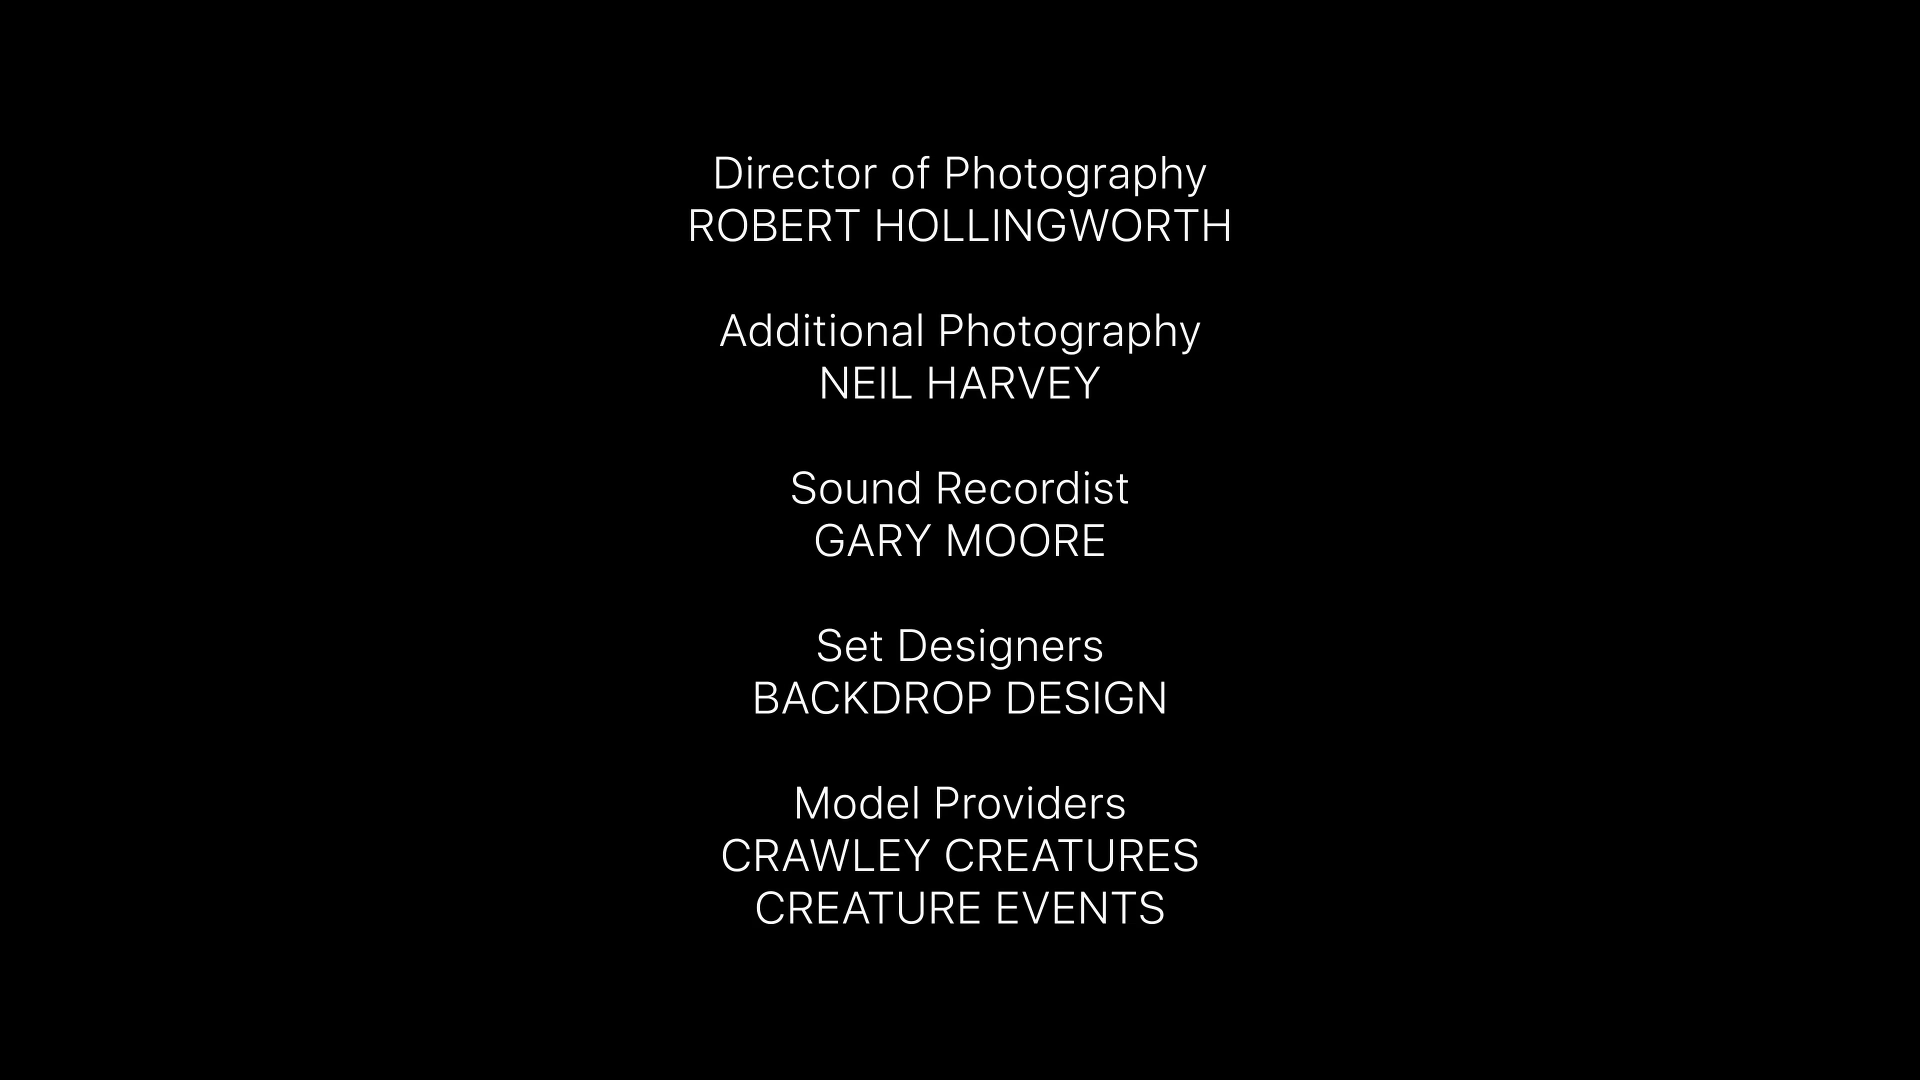 Director of Photography
ROBERT HOLLINGWORTH
Additional Photography
NEIL HARVEY
Sound Recordist
GARY MOORE
Set Designers
BACKDROP DESIGN
Model Providers
CRAWLEY CREATURES
CREATURE EVENTS